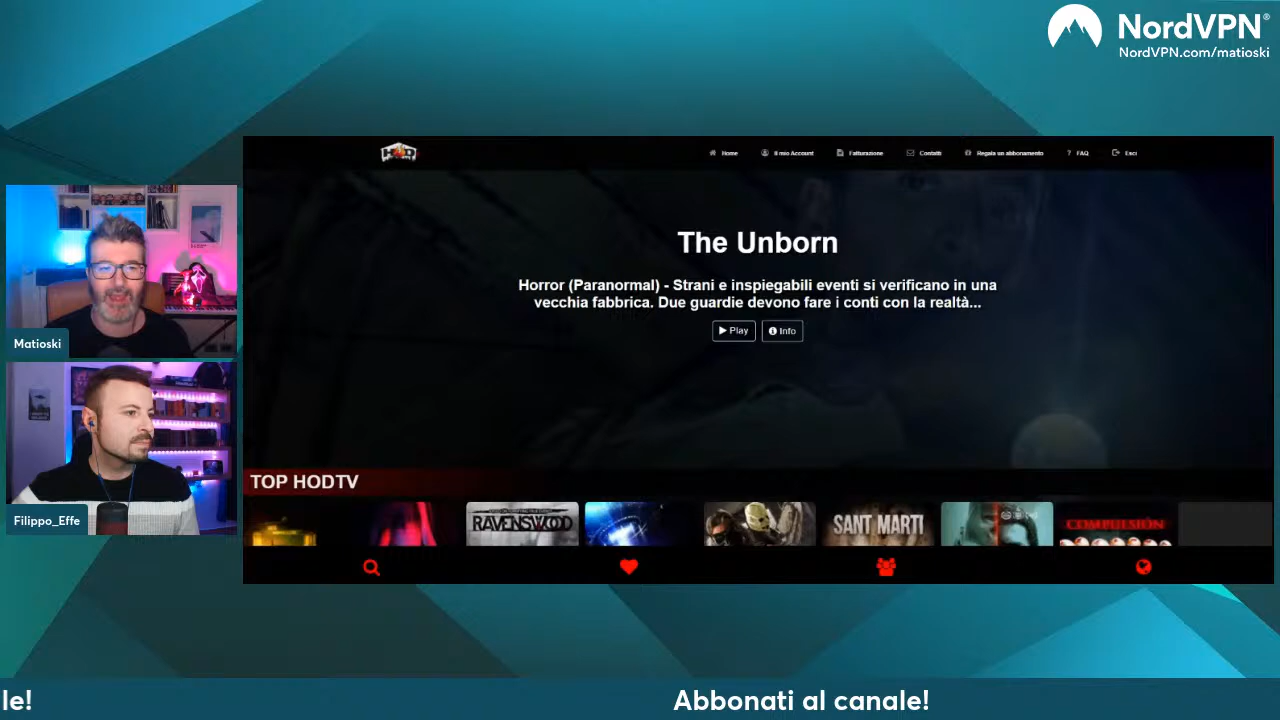 NordVPN®
NordVPN.com/matioski
HOD
Home
Il mio Account
Fatturazione
Contatti
Regala un abbonamento
? FAQ
Esci
The Unborn
Horror (Paranormal) - Strani e inspiegabili eventi si verificano in una
vecchia fabbrica. Due guardie devono fare i conti con la realtà...
Play
Info
Matioski
Filippo_Effe
TOP HODTV
RAVENSWOOD
SANT MARTI
COMPULSIÓN
le!
Abbonati al canale!